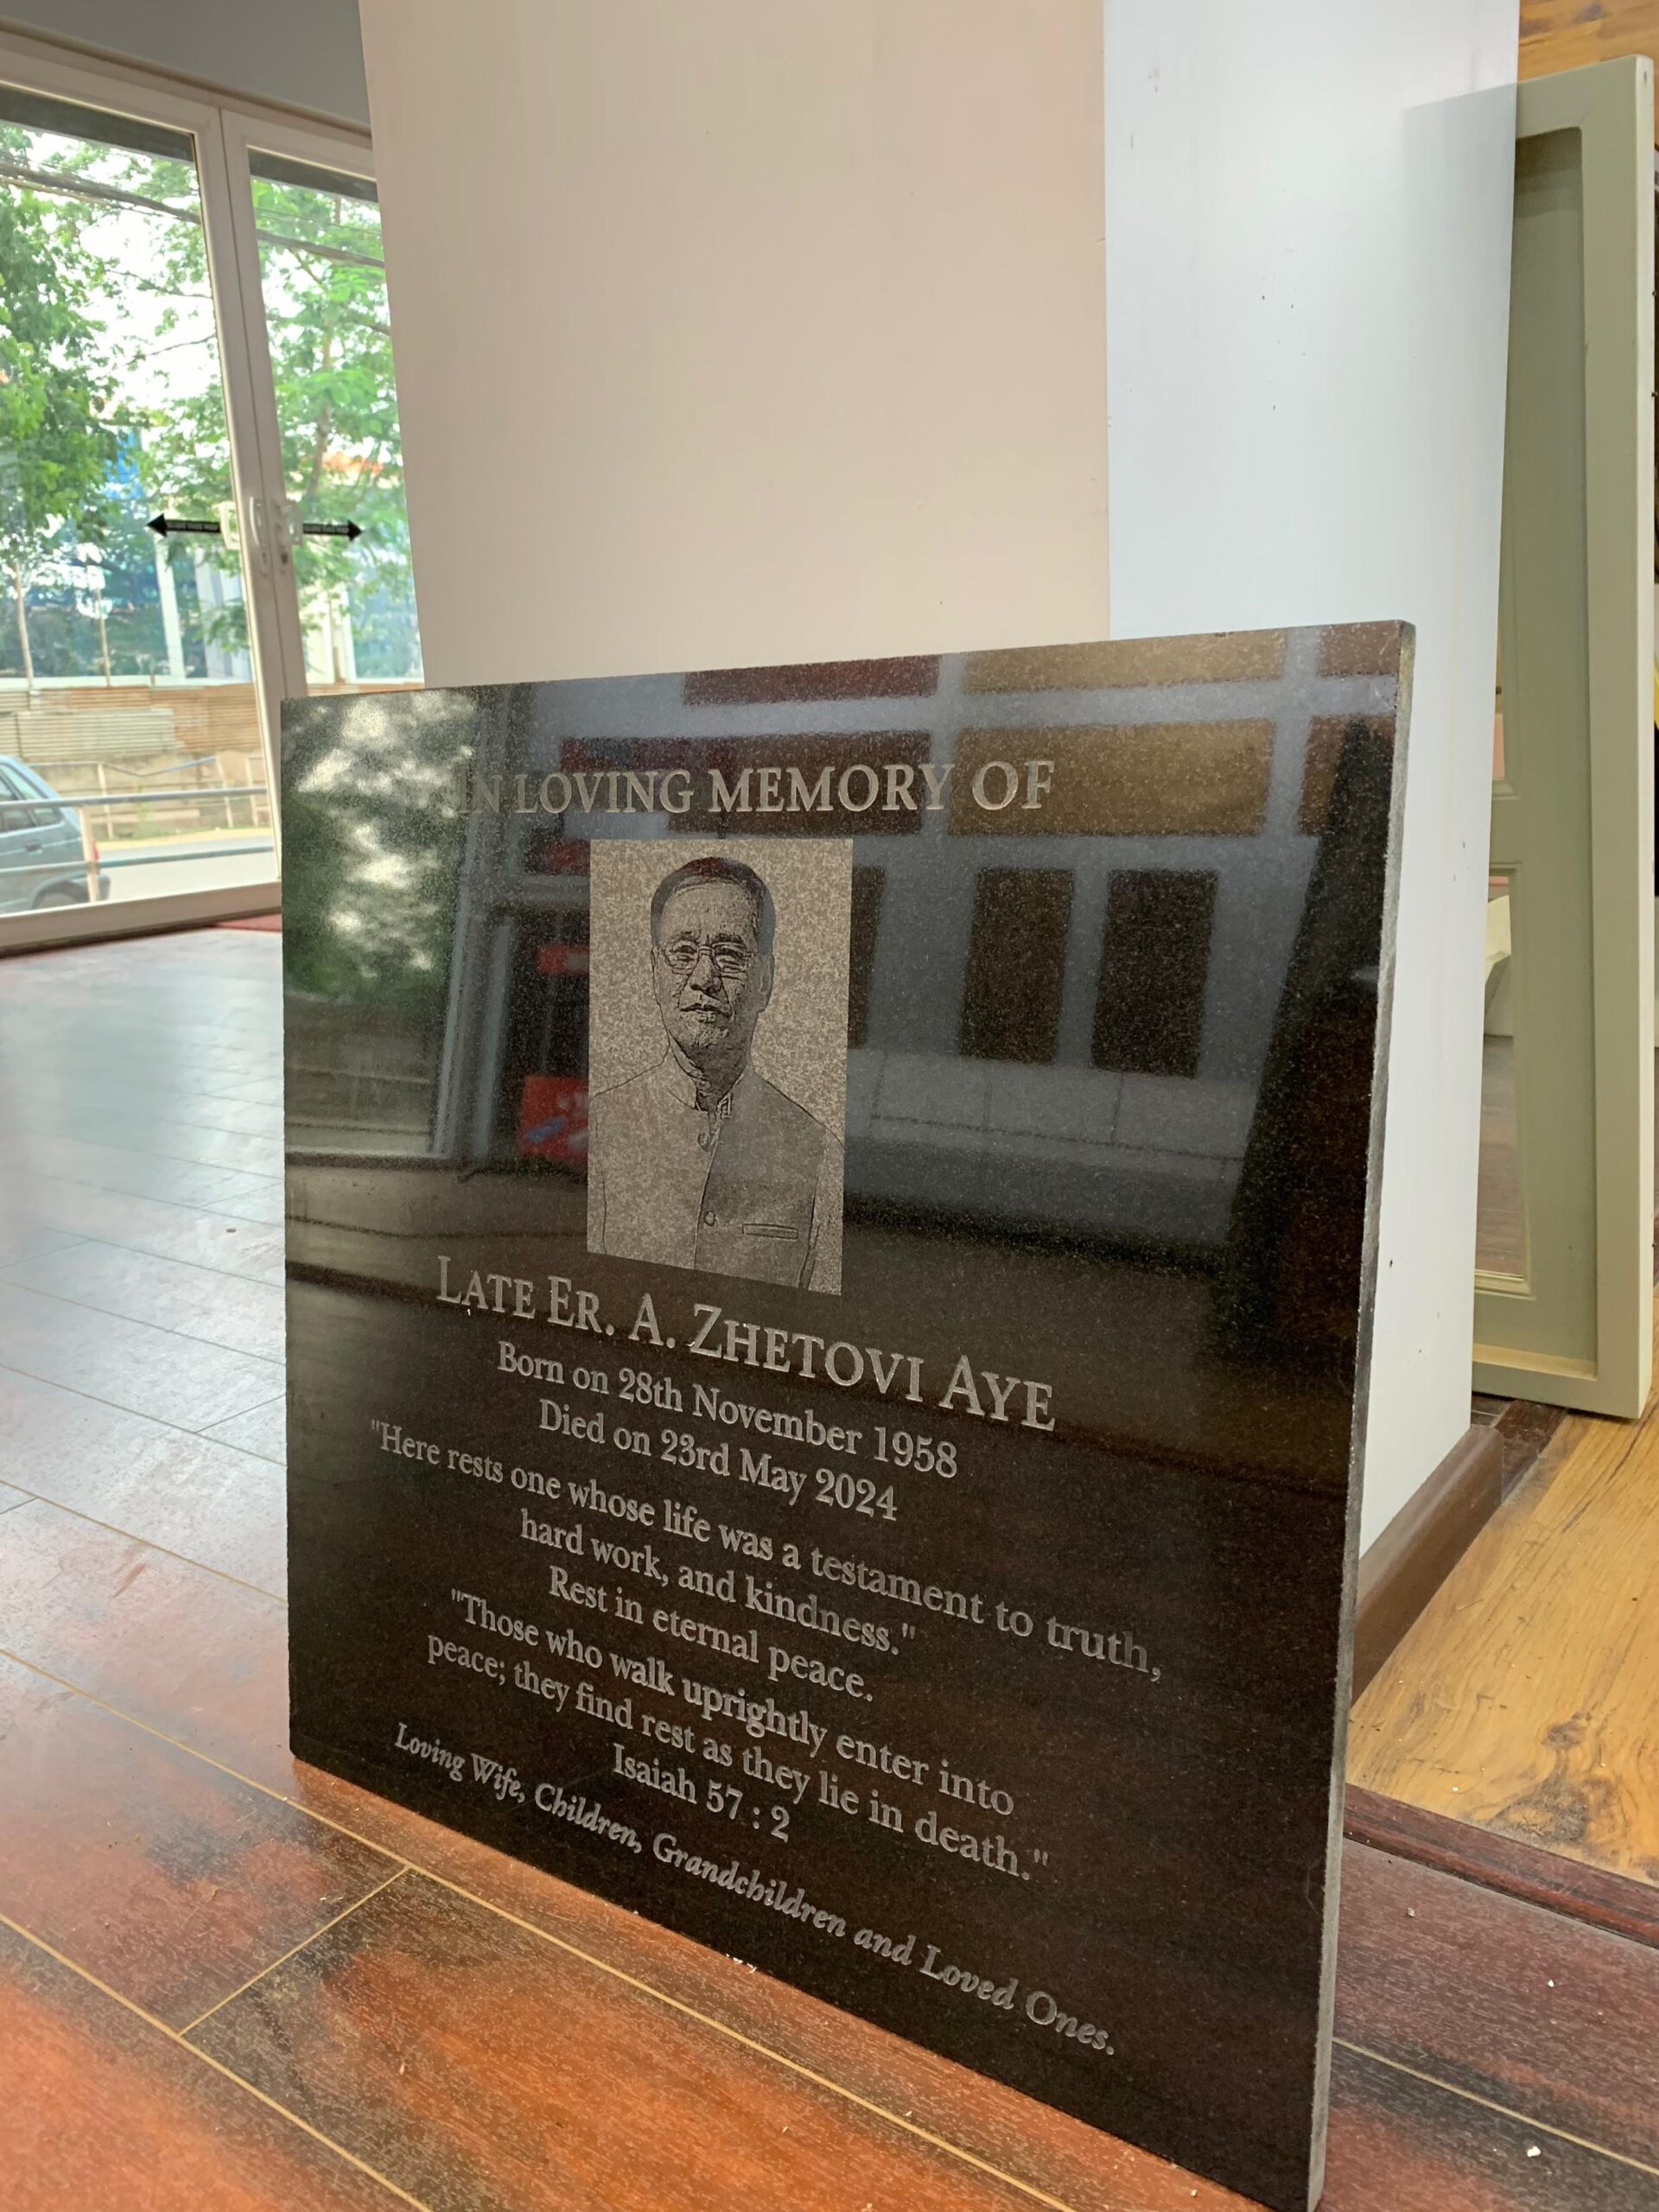 IN LOVING MEMORY OF
LATE ER. A. ZHETOVI AYE
Born on 28th November 1958
Died on 23rd May 2024
"Here rests one whose life was a testament to truth,
hard work, and kindness."
Rest in eternal peace.
"Those who walk uprightly enter into
peace; they find rest as they lie in death."
Isaiah 57 : 2
Loving Wife, Children, Grandchildren and Loved Ones.